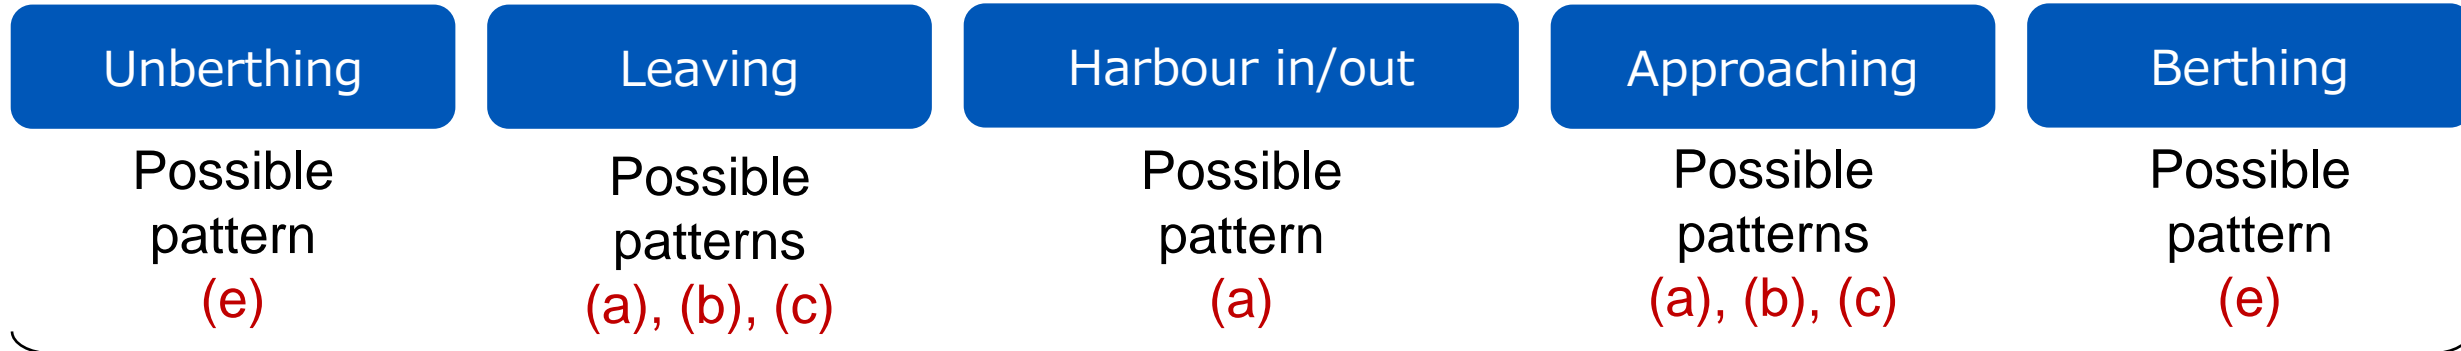 Unberthing
Possible
pattern
(e)
Leaving
Possible
patterns
(a), (b), (c)
Harbour in/out
Possible
pattern
(a)
Approaching
Possible
patterns
(a), (b), (c)
Berthing
Possible
pattern
(e)